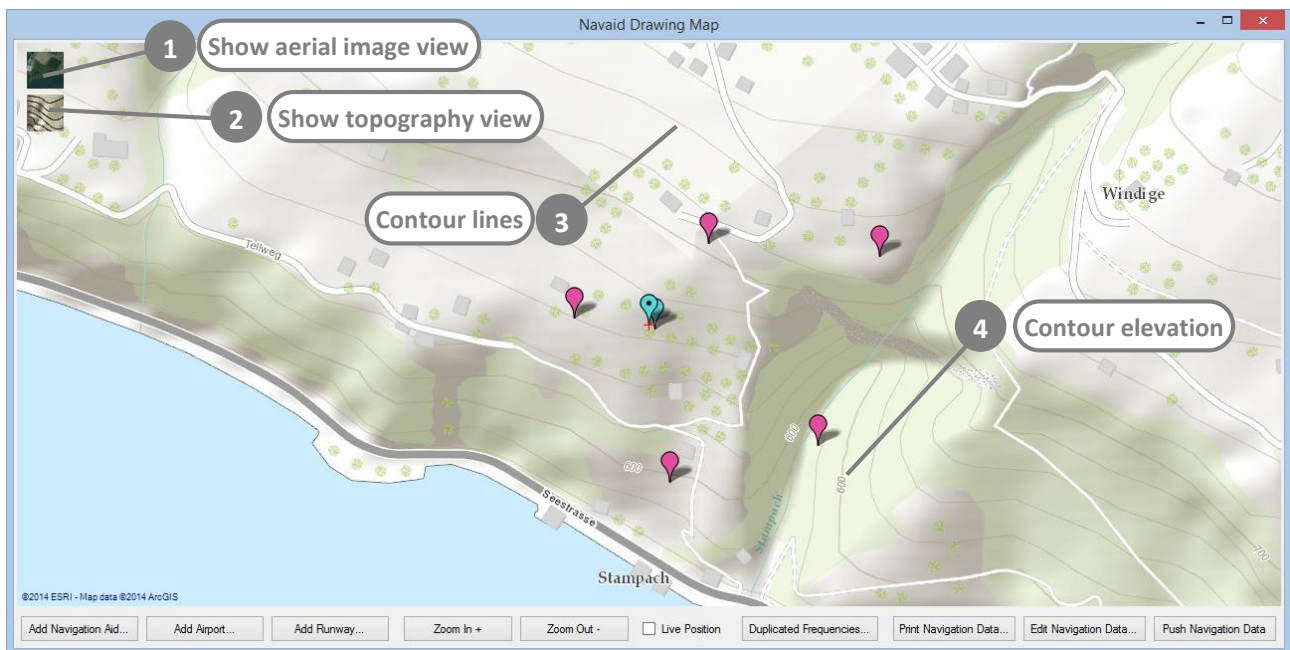 Navaid Drawing Map
1 Show aerial image view
2 Show topography view
Contour lines 3
Windige
Tellweg
4 Contour elevation
600
600
600
Seestrasse
Stampach
700
Stampach
©2014 ESRI - Map data ©2014 ArcGIS
Add Navigation Aid...
Add Airport...
Add Runway...
Zoom In +
Zoom Out -
Live Position
Duplicated Frequencies...
Print Navigation Data...
Edit Navigation Data...
Push Navigation Data